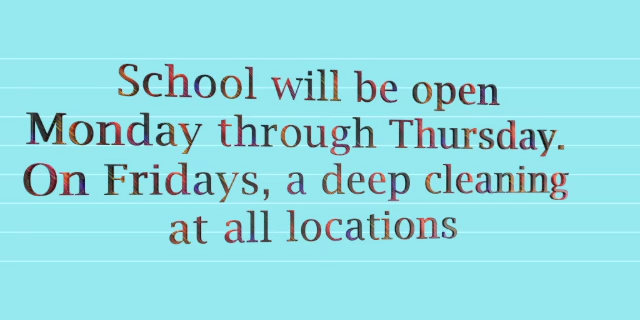 School will be open
Monday through Thursday.
On Fridays, a deep cleaning
at all locations